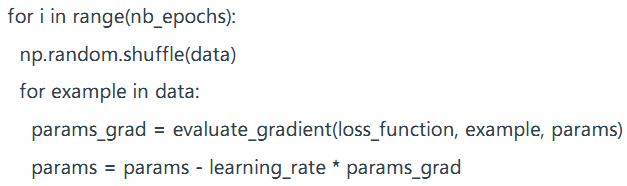 for i in range(nb_epochs):
np.random.shuffle(data)
for example in data:
params_grad = evaluate_gradient(loss_function, example, params)
params = params - learning_rate * params_grad